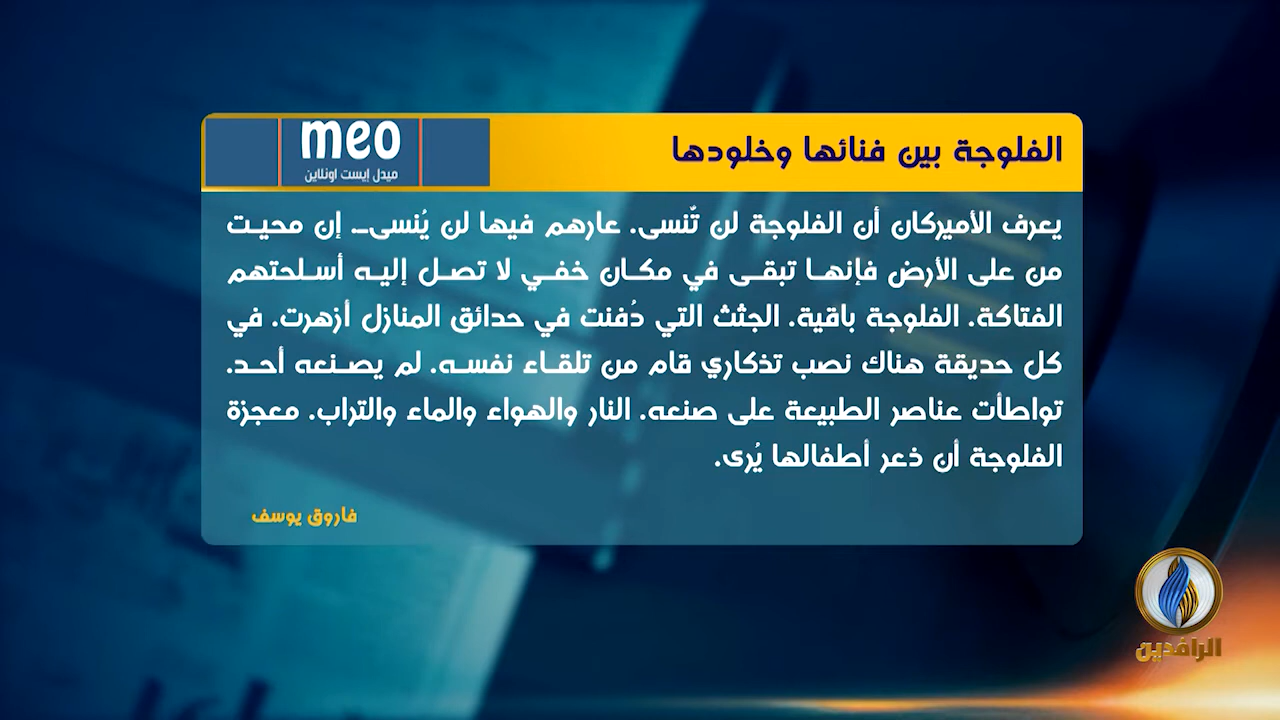 الفلوجة بين فنائها وخلودها
meo
ميدل إيست اونلاين
يعرف الأميركان أن الفلوجة لن تّنسى. عارهم فيها لن يُنسى. إن محيت
من على الأرض فإنها تبقى في مكان خفي لا تصل إليه أسلحتهم
الفتاكة. الفلوجة باقية. الجثث التي دُفنت في حدائق المنازل أزهرت. في
كل حديقة هناك نصب تذكاري قام من تلقاء نفسه. لم يصنعه أحد.
تواطأت عناصر الطبيعة على صنعه. النار والهواء والماء والتراب. معجزة
الفلوجة أن ذعر أطفالها يُرى.
فاروق يوسف
الرافدين